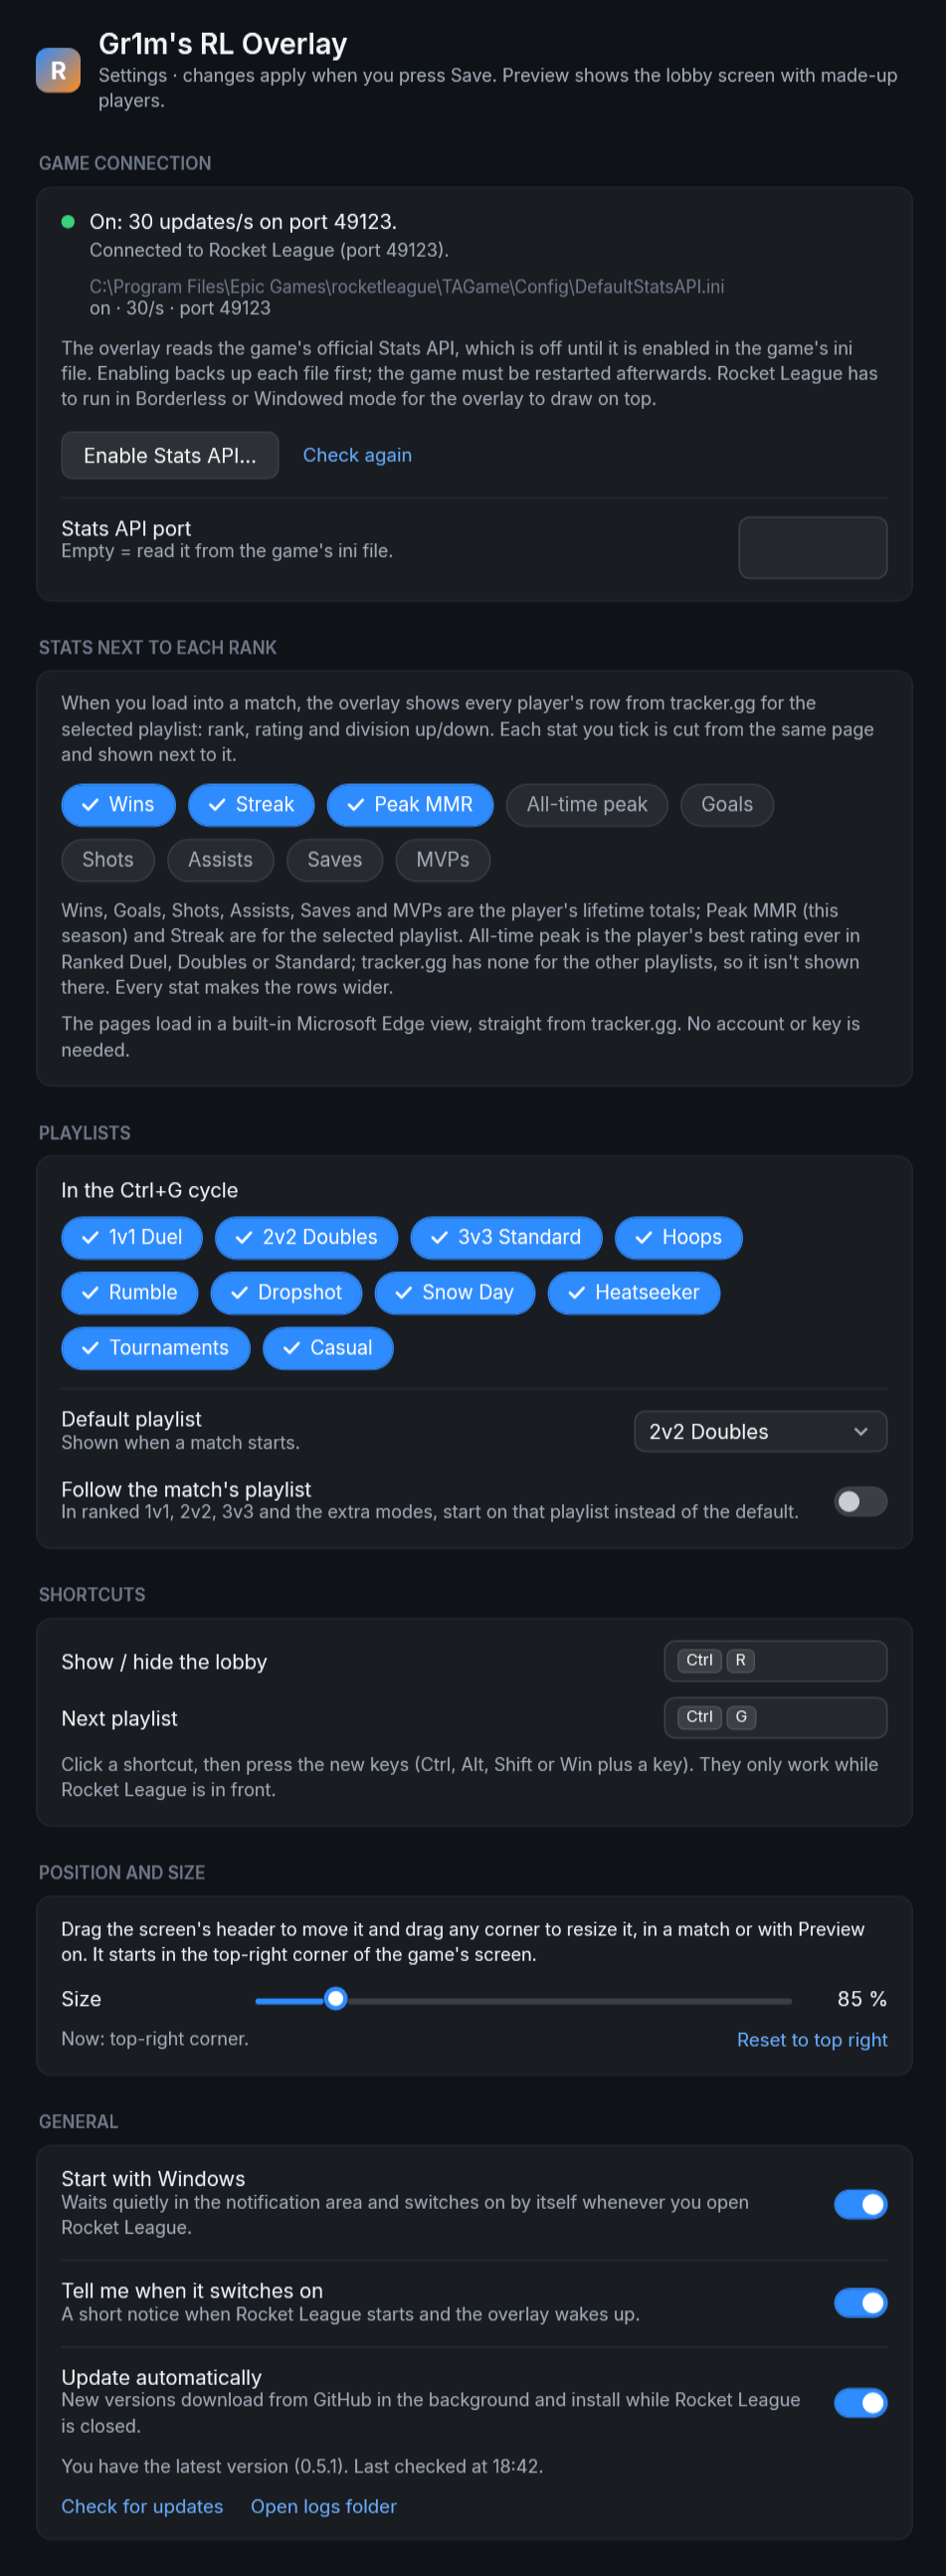 R
Gr1m's RL Overlay
Settings · changes apply when you press Save. Preview shows the lobby screen with made-up
players.
GAME CONNECTION
On: 30 updates/s on port 49123.
Connected to Rocket League (port 49123).
C:\Program Files\Epic Games\rocketleague\TAGame\Config\DefaultStatsAPI.ini
on · 30/s · port 49123
The overlay reads the game's official Stats API, which is off until it is enabled in the game's ini
file. Enabling backs up each file first; the game must be restarted afterwards. Rocket League has
to run in Borderless or Windowed mode for the overlay to draw on top.
Enable Stats API... Check again
Stats API port
Empty = read it from the game's ini file.
STATS NEXT TO EACH RANK
When you load into a match, the overlay shows every player's row from tracker.gg for the
selected playlist: rank, rating and division up/down. Each stat you tick is cut from the same page
and shown next to it.
Wins Streak Peak MMR All-time peak Goals
Shots Assists Saves MVPs
Wins, Goals, Shots, Assists, Saves and MVPs are the player's lifetime totals; Peak MMR (this
season) and Streak are for the selected playlist. All-time peak is the player's best rating ever in
Ranked Duel, Doubles or Standard; tracker.gg has none for the other playlists, so it isn't shown
there. Every stat makes the rows wider.
The pages load in a built-in Microsoft Edge view, straight from tracker.gg. No account or key is
needed.
PLAYLISTS
In the Ctrl+G cycle
1v1 Duel 2v2 Doubles 3v3 Standard Hoops
Rumble Dropshot Snow Day Heatseeker
Tournaments Casual
Default playlist
Shown when a match starts.
2v2 Doubles
Follow the match's playlist
In ranked 1v1, 2v2, 3v3 and the extra modes, start on that playlist instead of the default.
SHORTCUTS
Show / hide the lobby Ctrl R
Next playlist Ctrl G
Click a shortcut, then press the new keys (Ctrl, Alt, Shift or Win plus a key). They only work while
Rocket League is in front.
POSITION AND SIZE
Drag the screen's header to move it and drag any corner to resize it, in a match or with Preview
on. It starts in the top-right corner of the game's screen.
Size 85 %
Now: top-right corner. Reset to top right
GENERAL
Start with Windows
Waits quietly in the notification area and switches on by itself whenever you open
Rocket League.
Tell me when it switches on
A short notice when Rocket League starts and the overlay wakes up.
Update automatically
New versions download from GitHub in the background and install while Rocket League
is closed.
You have the latest version (0.5.1). Last checked at 18:42.
Check for updates Open logs folder